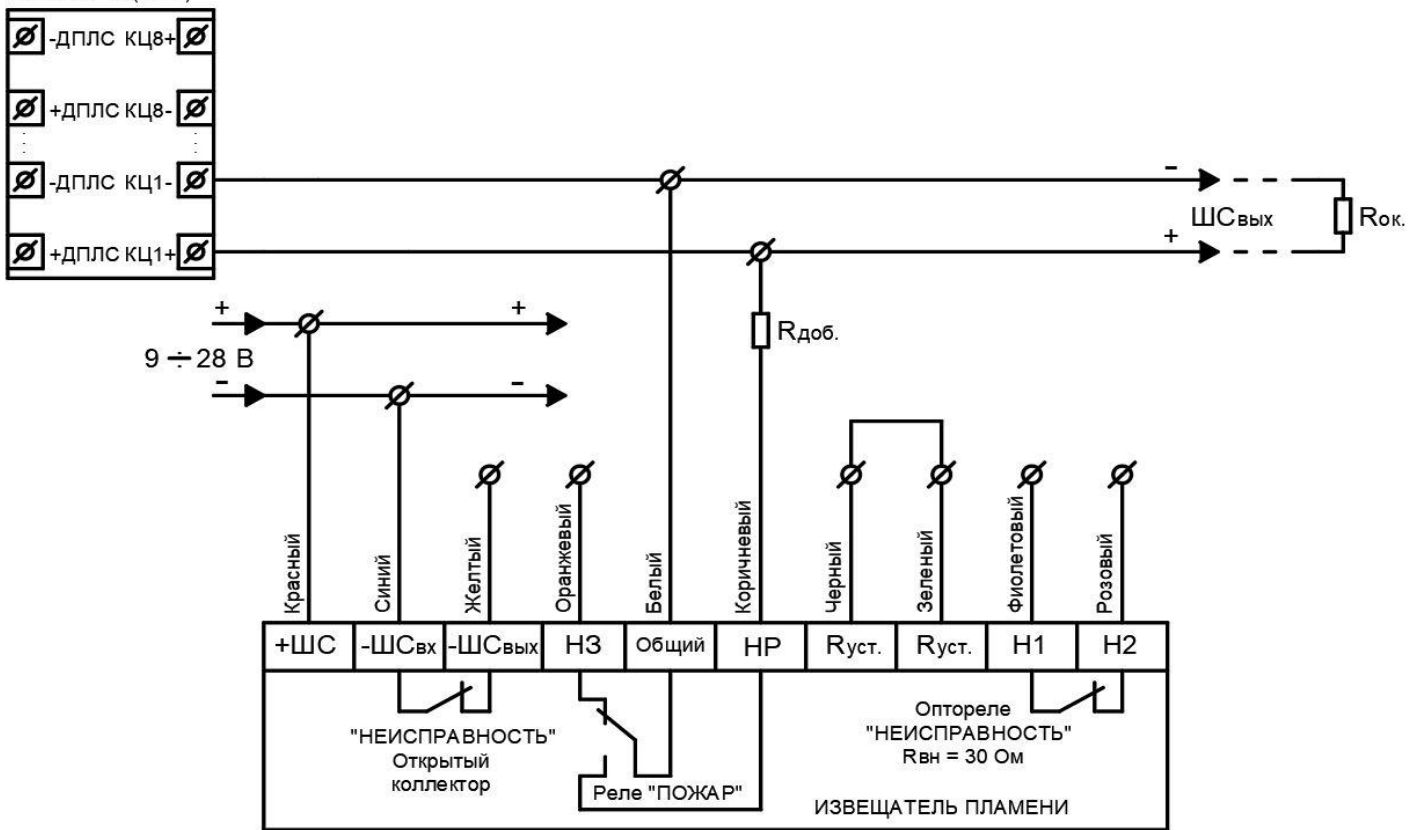 -ДПЛС КЦ8+
+ДПЛС КЦ8-
-ДПЛС КЦ1-
+ДПЛС КЦ1+
-
ШСвых
+
Rок.
+
+
9 ÷ 28 В
-
-
Rдоб.
Красный
Синий
Желтый
Оранжевый
Белый
Коричневый
Черный
Зеленый
Фиолетовый
Розовый
+ШС
-ШСвх
-ШСвых
НЗ
Общий
НР
Rуст.
Rуст.
Н1
Н2
"НЕИСПРАВНОСТЬ"
Открытый
коллектор
Реле "ПОЖАР"
Оптореле
"НЕИСПРАВНОСТЬ"
Rвн = 30 Ом
ИЗВЕЩАТЕЛЬ ПЛАМЕНИ